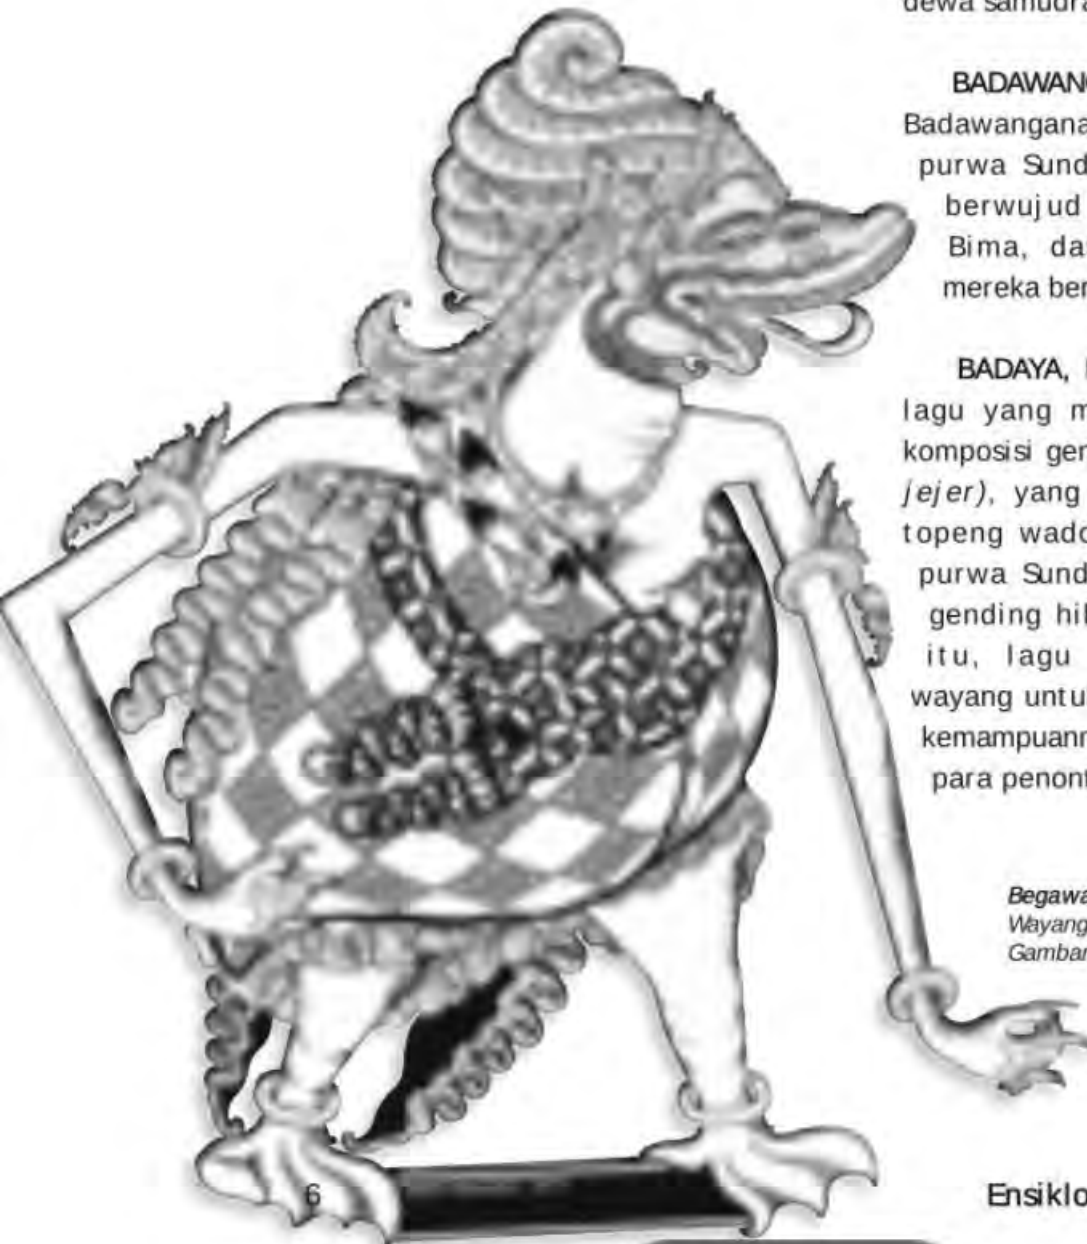 dewa samudra
BADAWANG
Badawangana
purwa Sund
berwujud
Bima, da
mereka ber
BADAYA,
lagu yang m
komposisi ger
jejer), yang
topeng wado
purwa Sund
gending hil
itu, lagu
wayang untu
kemampuann
para penont
Begawa
Wayang
Gambar
6
Ensiklo